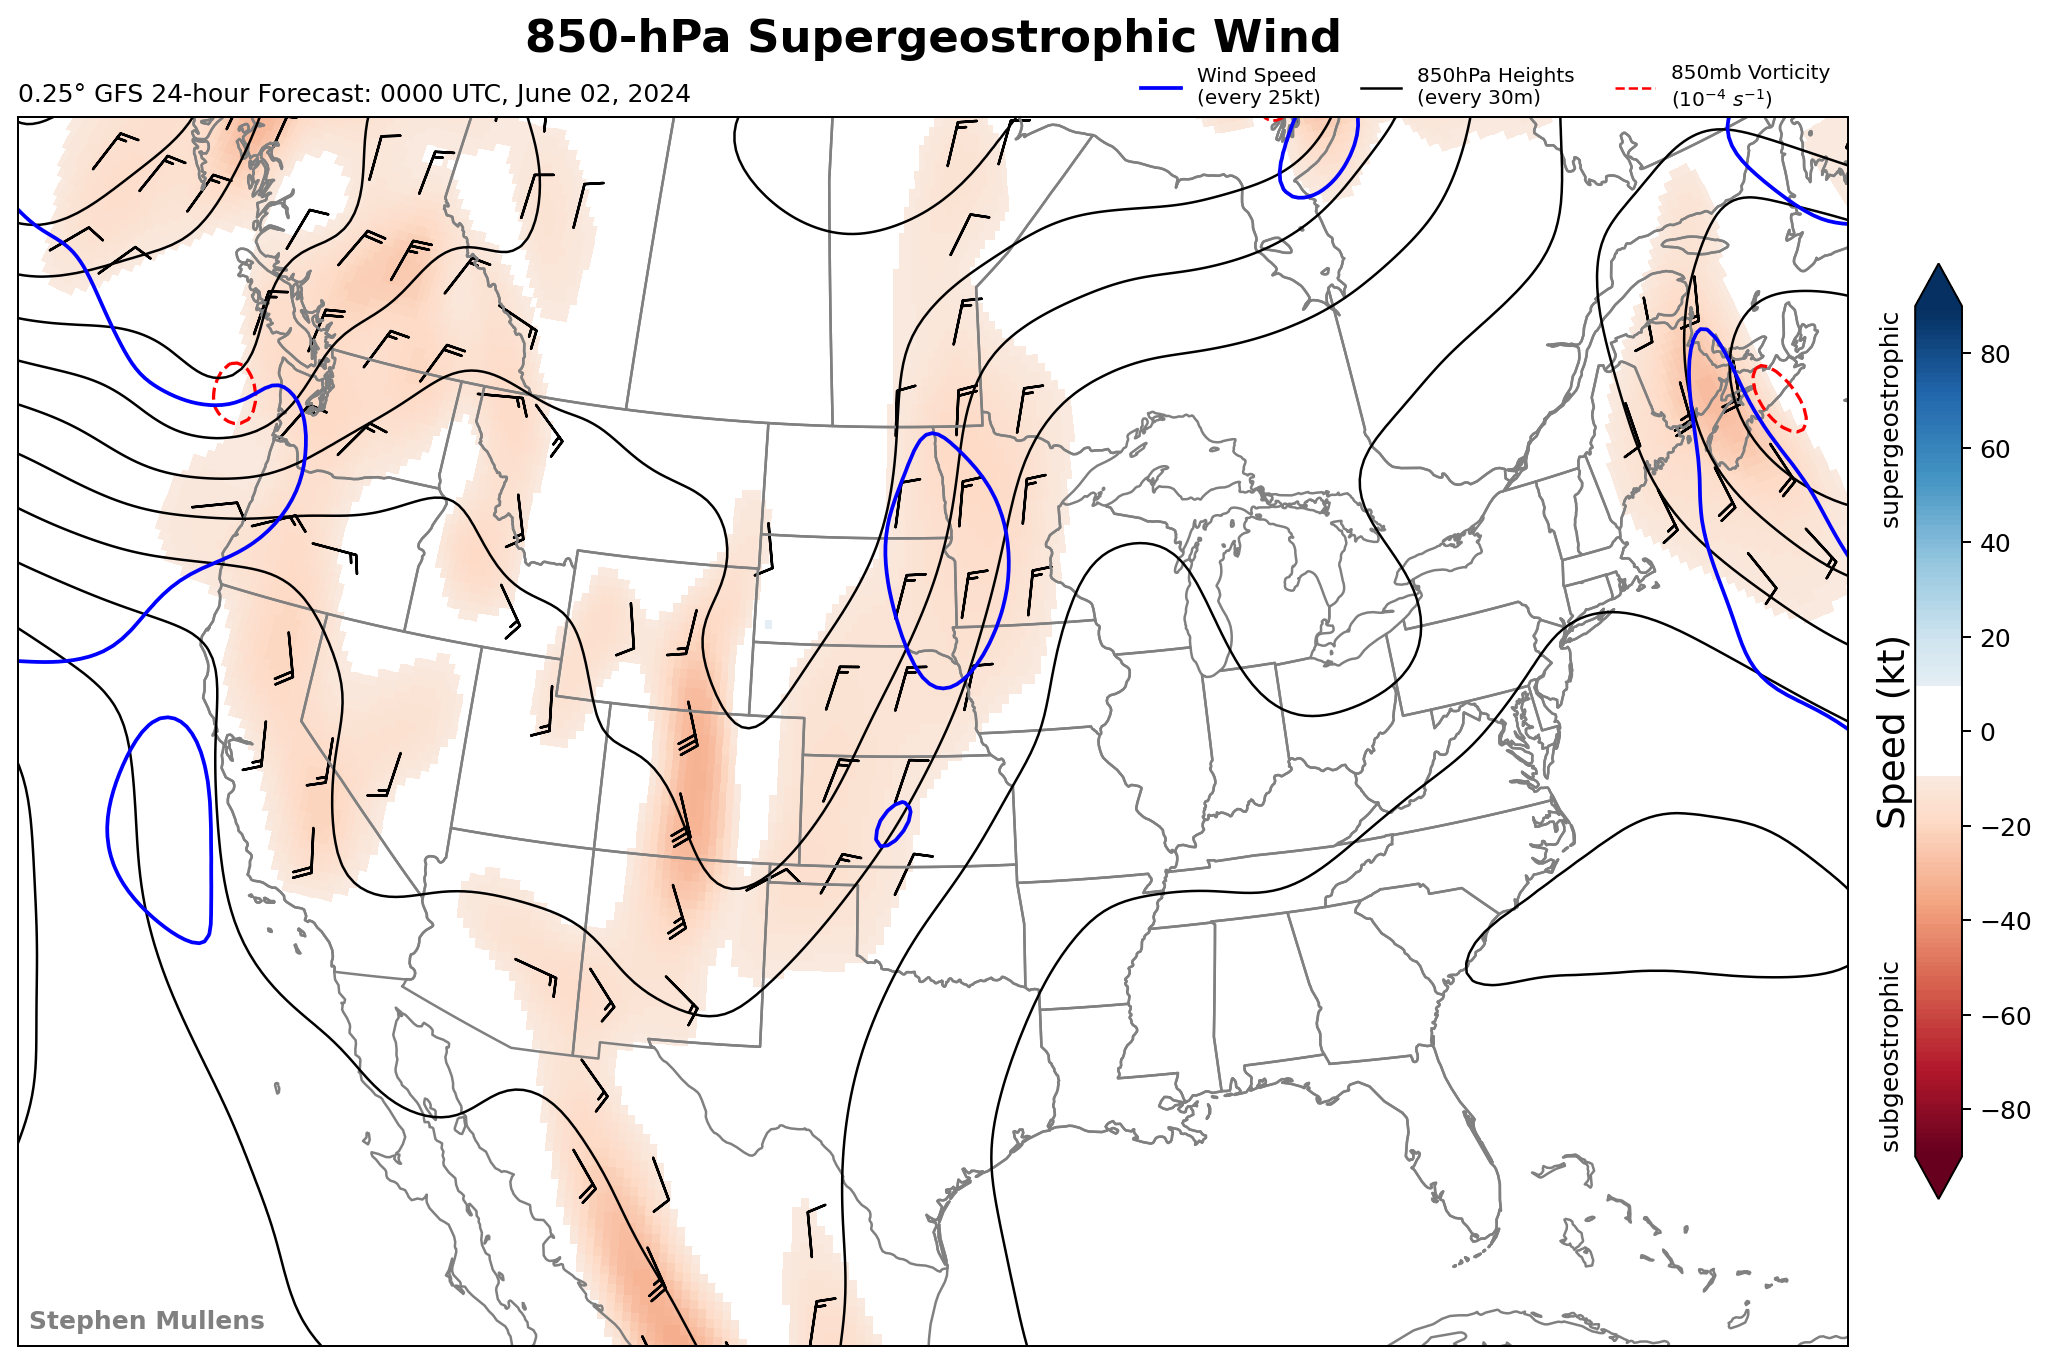 850-hPa Supergeostrophic Wind
0.25° GFS 24-hour Forecast: 0000 UTC, June 02, 2024
Wind Speed
(every 25kt)
850hPa Heights
(every 30m)
850mb Vorticity
(10⁻⁴ s⁻¹)
supergeostrophic
Speed (kt)
subgeostrophic
80
60
40
20
0
−20
−40
−60
−80
Stephen Mullens